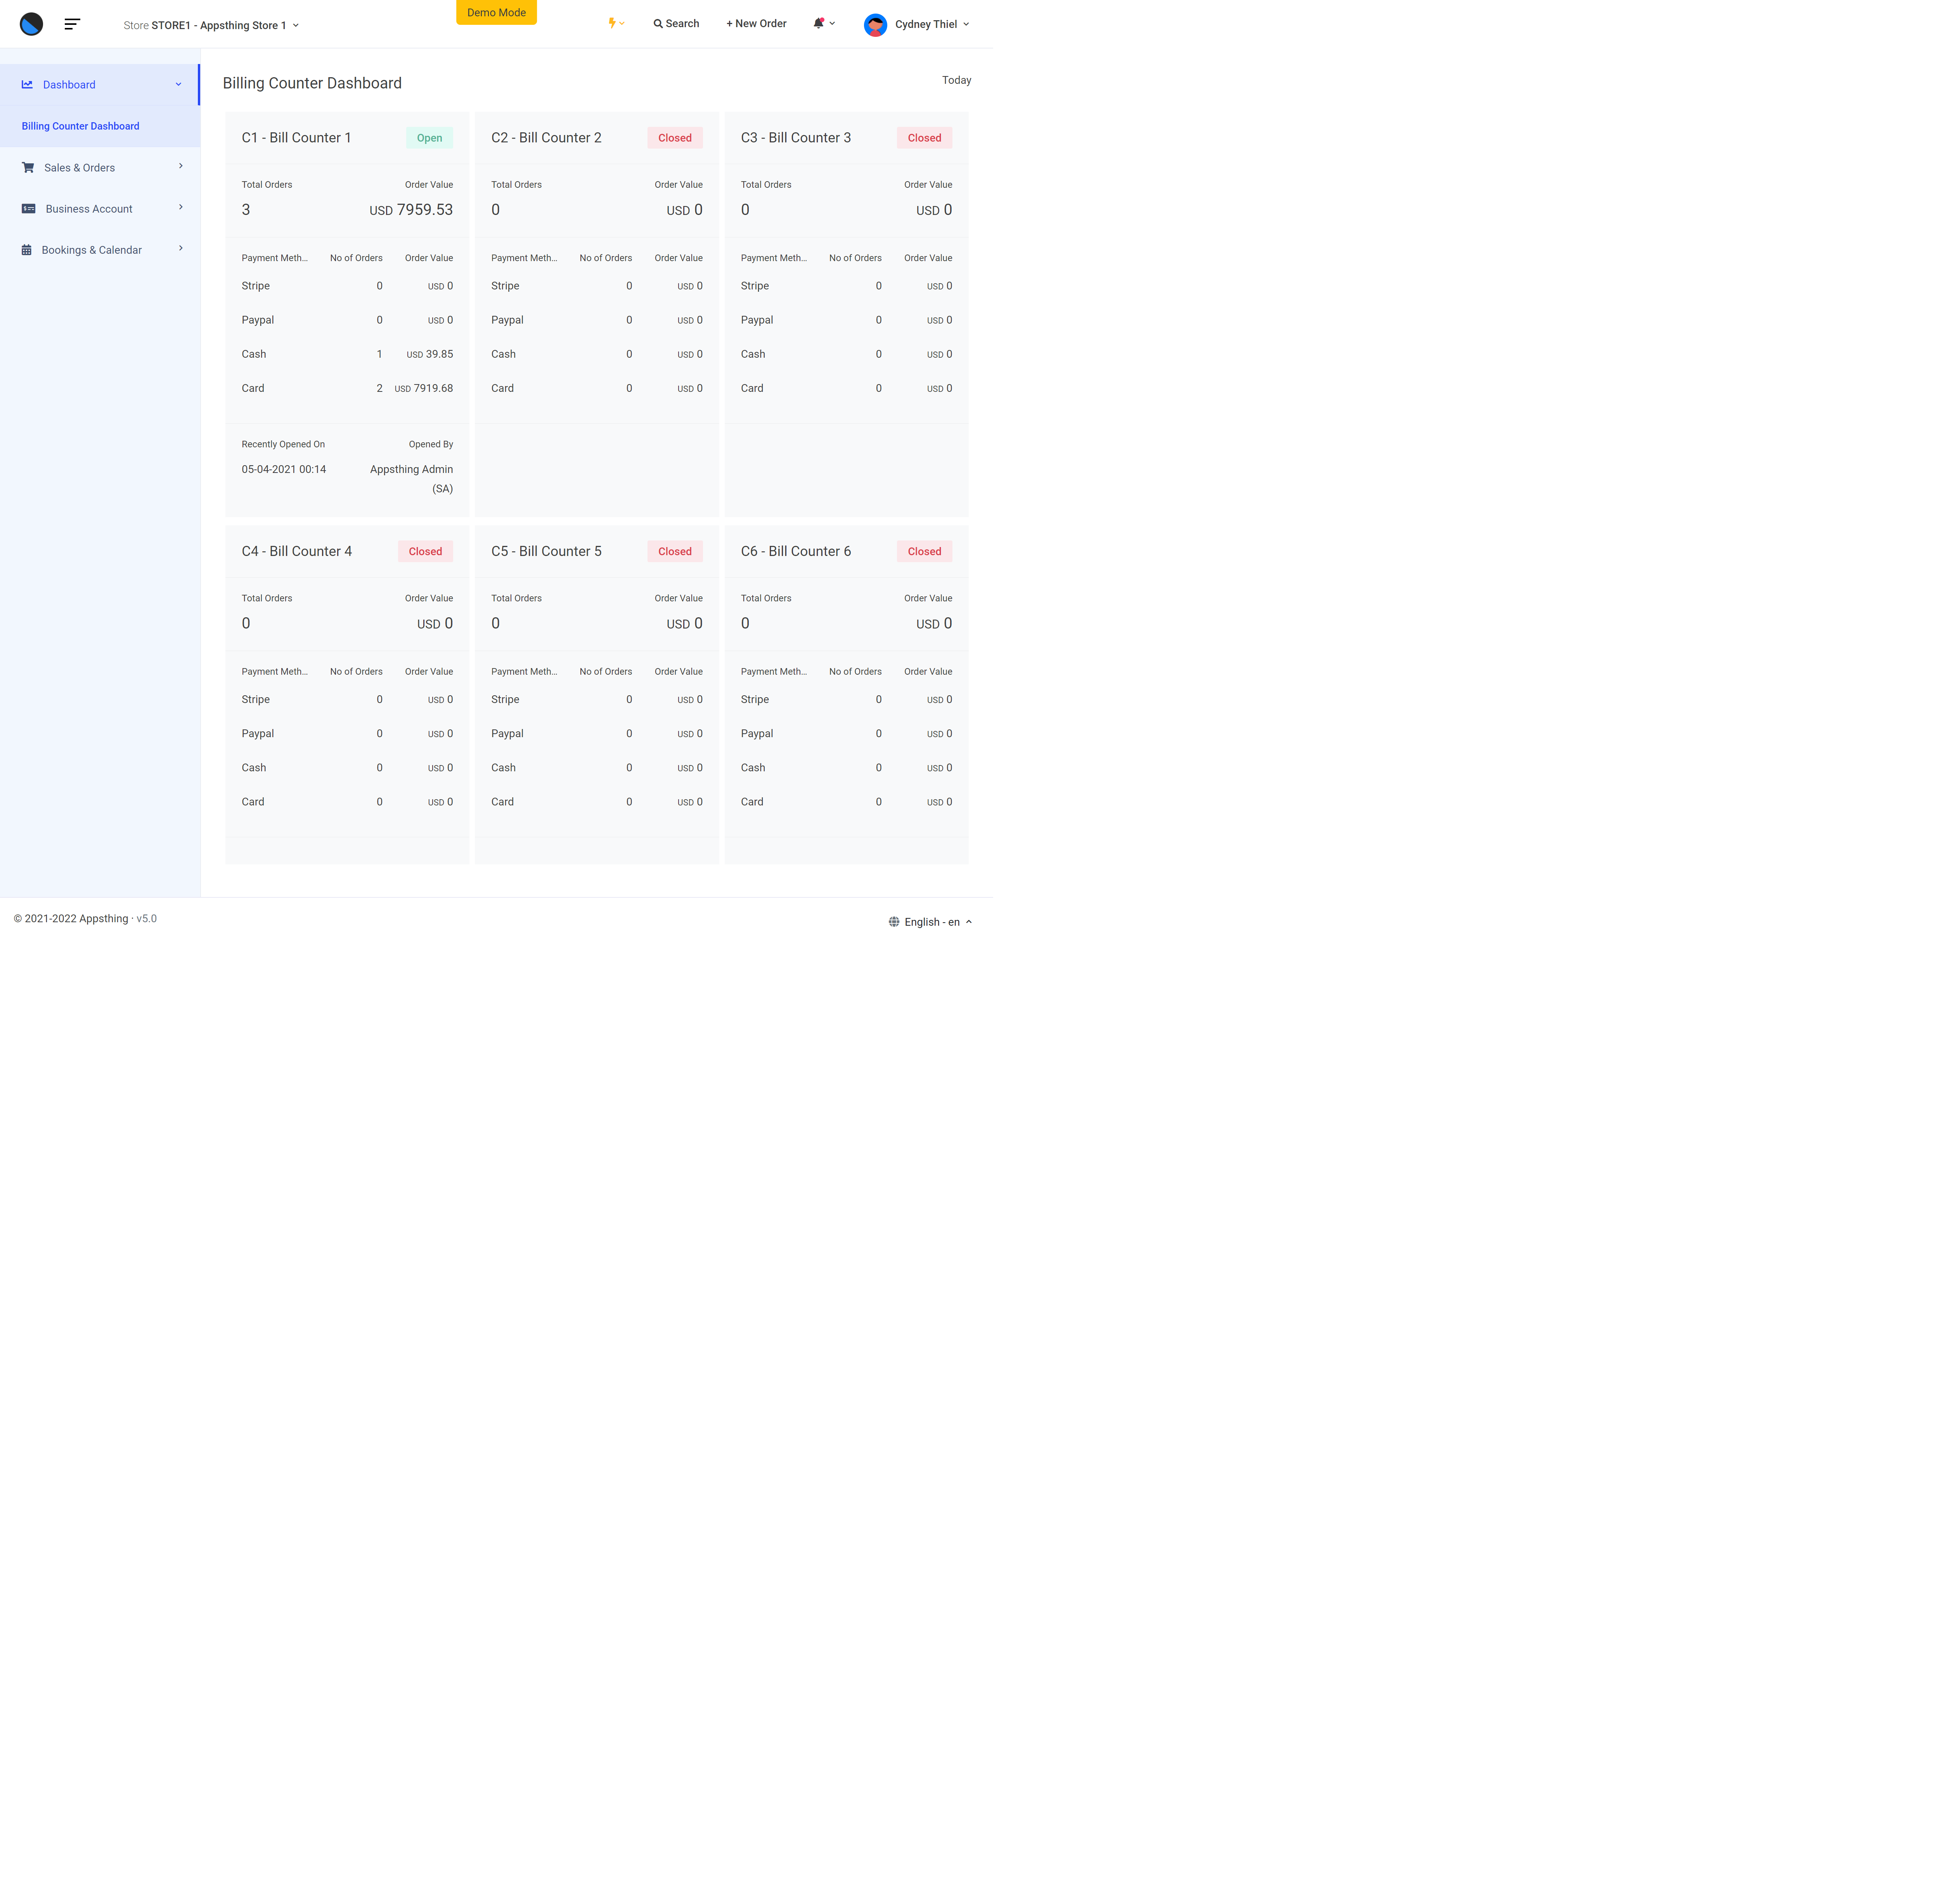 Store STORE1 - Appsthing Store 1
Demo Mode
Search
+ New Order
Cydney Thiel
Dashboard
Billing Counter Dashboard
Sales & Orders
Business Account
Bookings & Calendar
Billing Counter Dashboard
Today
C1 - Bill Counter 1 Open
Total Orders Order Value
3 USD 7959.53
Payment Meth... No of Orders Order Value
Stripe 0 USD 0
Paypal 0 USD 0
Cash 1 USD 39.85
Card 2 USD 7919.68
Recently Opened On Opened By
05-04-2021 00:14 Appsthing Admin
(SA)
C2 - Bill Counter 2 Closed
Total Orders Order Value
0 USD 0
Payment Meth... No of Orders Order Value
Stripe 0 USD 0
Paypal 0 USD 0
Cash 0 USD 0
Card 0 USD 0
C3 - Bill Counter 3 Closed
Total Orders Order Value
0 USD 0
Payment Meth... No of Orders Order Value
Stripe 0 USD 0
Paypal 0 USD 0
Cash 0 USD 0
Card 0 USD 0
C4 - Bill Counter 4 Closed
Total Orders Order Value
0 USD 0
Payment Meth... No of Orders Order Value
Stripe 0 USD 0
Paypal 0 USD 0
Cash 0 USD 0
Card 0 USD 0
C5 - Bill Counter 5 Closed
Total Orders Order Value
0 USD 0
Payment Meth... No of Orders Order Value
Stripe 0 USD 0
Paypal 0 USD 0
Cash 0 USD 0
Card 0 USD 0
C6 - Bill Counter 6 Closed
Total Orders Order Value
0 USD 0
Payment Meth... No of Orders Order Value
Stripe 0 USD 0
Paypal 0 USD 0
Cash 0 USD 0
Card 0 USD 0
© 2021-2022 Appsthing · v5.0
English - en